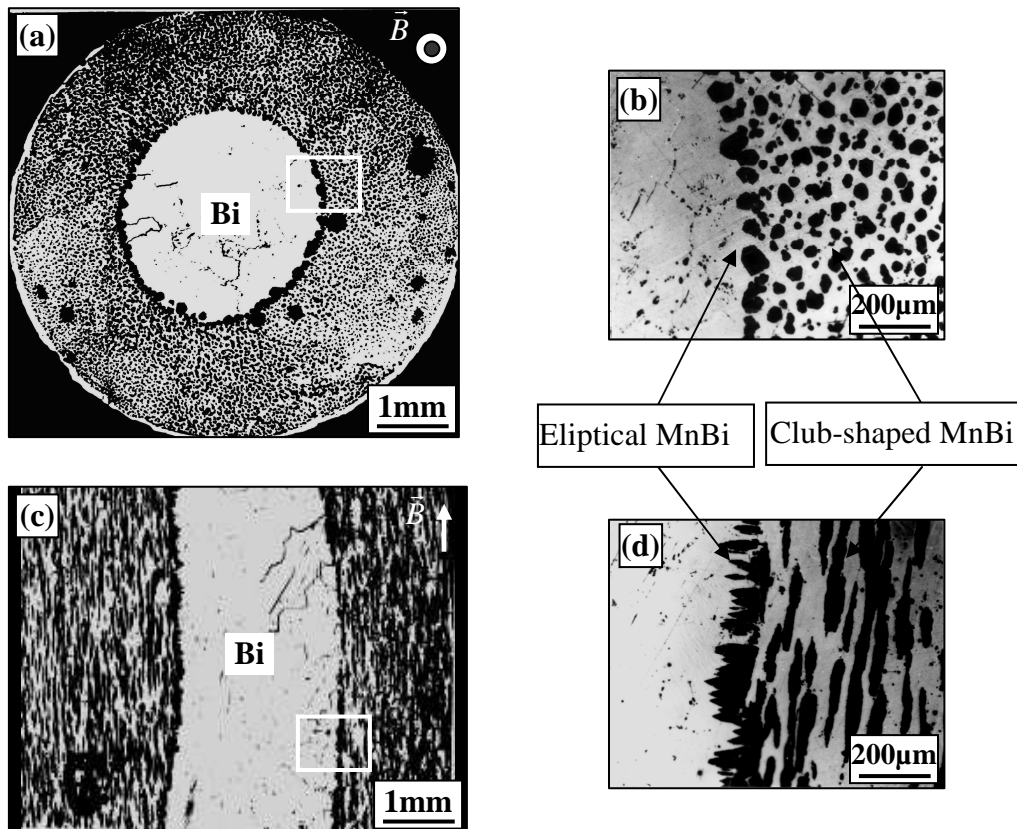 (a)
B
Bi
1mm
(b)
200µm
Eliptical MnBi
Club-shaped MnBi
(c)
B
Bi
1mm
(d)
200µm